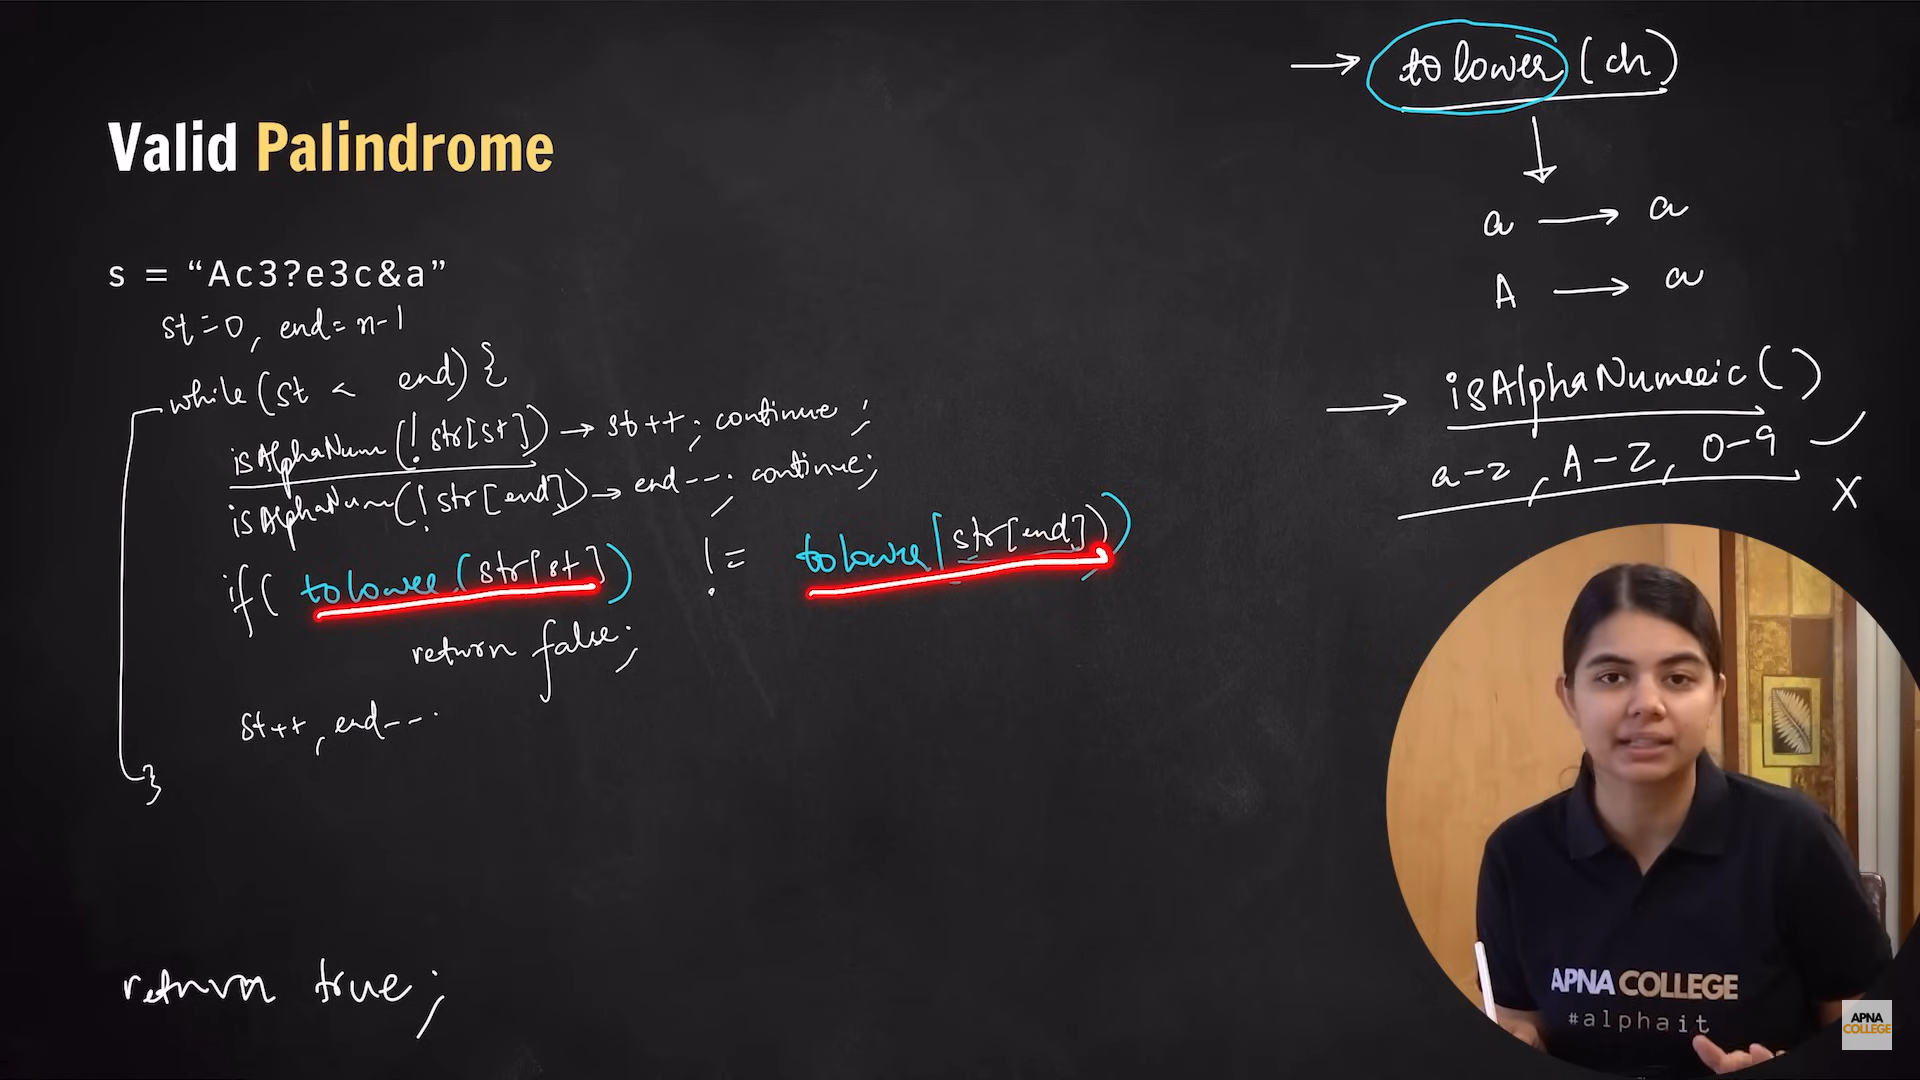 Valid Palindrome
s = “Ac3?e3c&a”
st=0, end=n-1
while (st < end) {
isAlphaNum(! str[st]) → st++; continue;
isAlphaNum(! str[end]) → end--; continue;
if( tolower(str[st]) != tolower(str[end]))
return false;
st++, end--;
}
return true;
→ tolower(ch)
a → a
A → a
→ isAlphaNumeric()
a-z, A-Z, 0-9 ✓
X
APNA COLLEGE
#alphait
APNA
COLLEGE